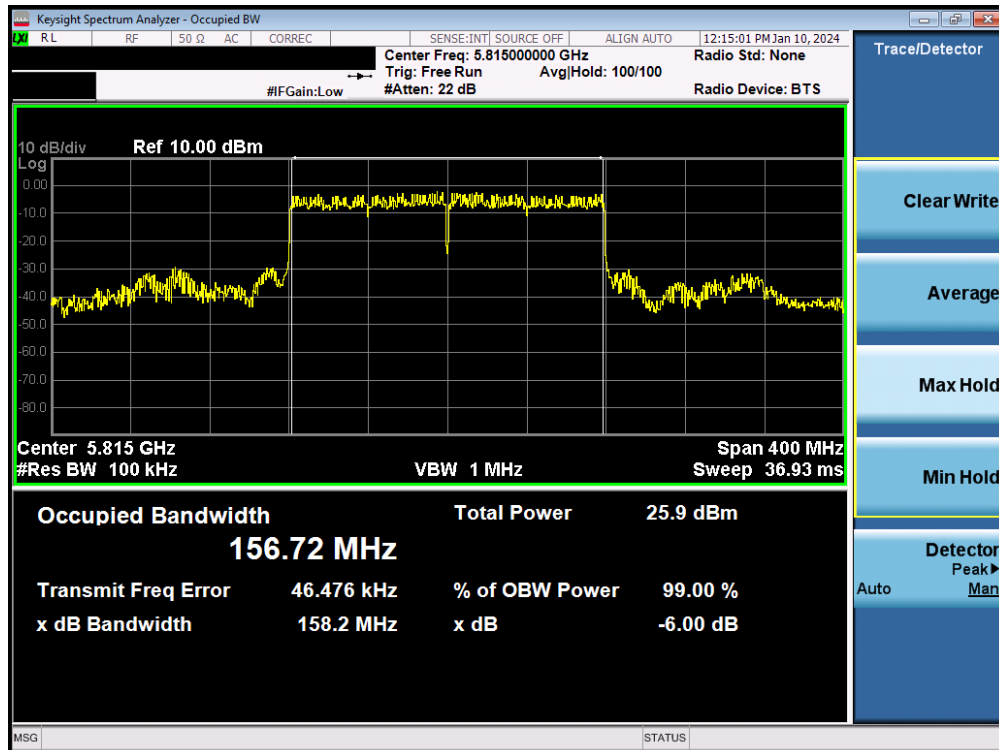 Keysight Spectrum Analyzer - Occupied BW
LXI RL RF 50 Ω AC CORREC SENSE:INT SOURCE OFF ALIGN AUTO 12:15:01 PM Jan 10, 2024
Center Freq: 5.815000000 GHz Radio Std: None
Trig: Free Run Avg|Hold: 100/100
#IFGain:Low #Atten: 22 dB Radio Device: BTS
Trace/Detector
10 dB/div Ref 10.00 dBm
Log
0.00
-10.0
-20.0
-30.0
-40.0
-50.0
-60.0
-70.0
-80.0
Center 5.815 GHz Span 400 MHz
#Res BW 100 kHz VBW 1 MHz Sweep 36.93 ms
Occupied Bandwidth Total Power 25.9 dBm
156.72 MHz
Transmit Freq Error 46.476 kHz % of OBW Power 99.00 %
x dB Bandwidth 158.2 MHz x dB -6.00 dB
Clear Write
Average
Max Hold
Min Hold
Detector
Peak▶
Auto Man
MSG STATUS